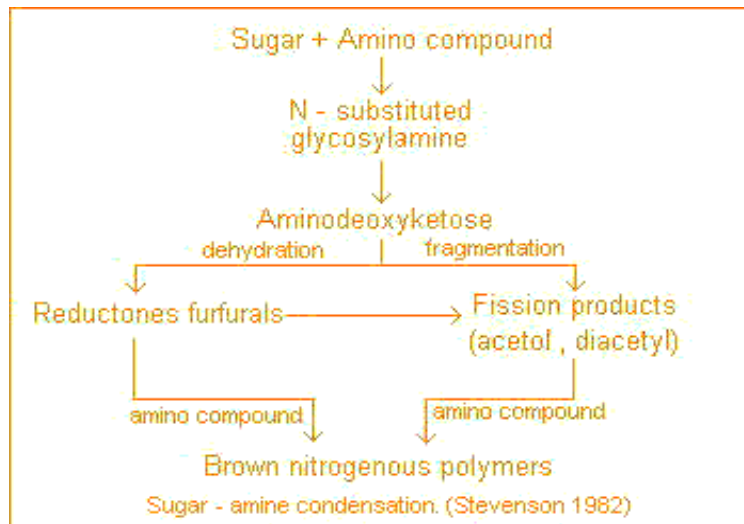 Sugar + Amino compound
N - substituted
glycosylamine
Aminodeoxyketose
dehydration fragmentation
Reductones furfurals Fission products
(acetol , diacetyl)
amino compound amino compound
Brown nitrogenous polymers
Sugar - amine condensation. (Stevenson 1982)